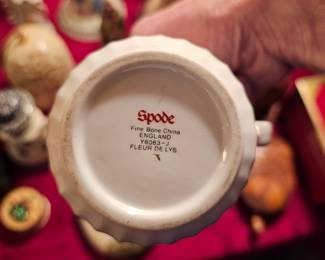 Spode
Fine Bone China
ENGLAND
Y8063-J
FLEUR DE LYS